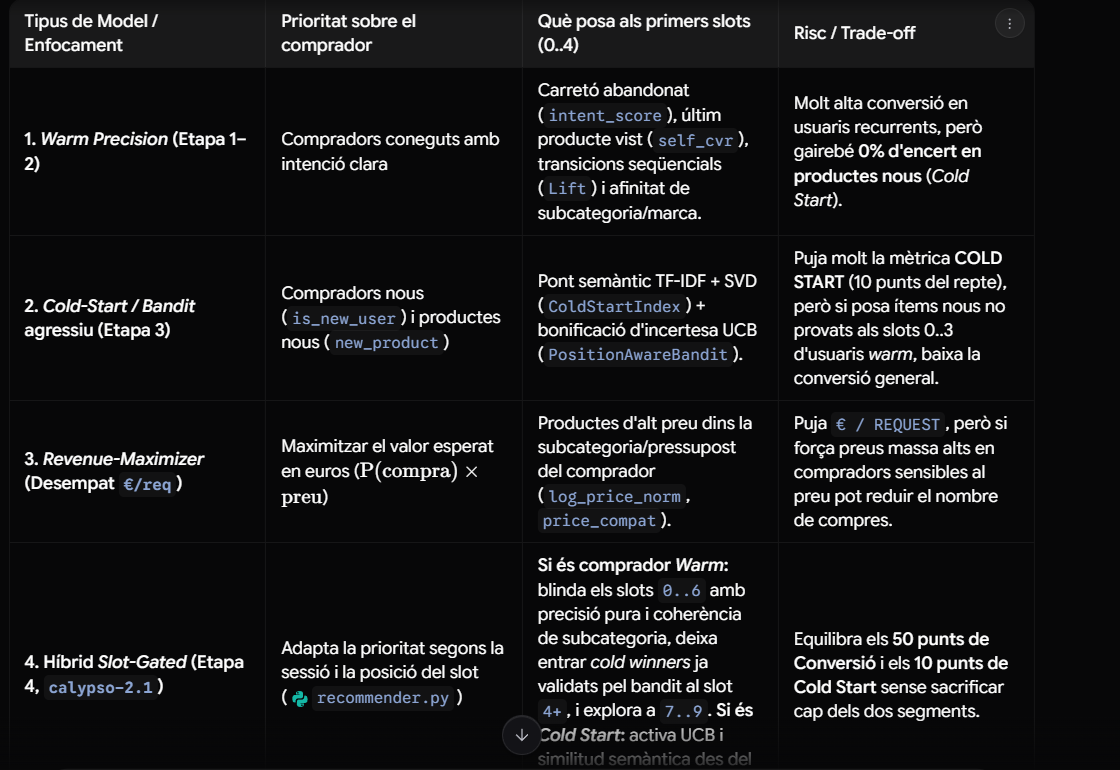 Tipus de Model /
Enfocament
Prioritat sobre el
comprador
Què posa als primers slots
(0..4)
Risc / Trade-off
1. Warm Precision (Etapa 1–
2)
Compradors coneguts amb
intenció clara
Carretó abandonat
( intent_score ), últim
producte vist ( self_cvr ),
transicions seqüencials
( Lift ) i afinitat de
subcategoria/marca.
Molt alta conversió en
usuaris recurrents, però
gairebé 0% d'encert en
productes nous (Cold
Start).
2. Cold-Start / Bandit
agressiu (Etapa 3)
Compradors nous
( is_new_user ) i productes
nous ( new_product )
Pont semàntic TF-IDF + SVD
( ColdStartIndex ) +
bonificació d'incertesa UCB
( PositionAwareBandit ).
Puja molt la mètrica COLD
START (10 punts del repte),
però si posa ítems nous no
provats als slots 0..3
d'usuaris warm, baixa la
conversió general.
3. Revenue-Maximizer
(Desempat €/req )
Maximitzar el valor esperat
en euros (P(compra) ×
preu)
Productes d'alt preu dins la
subcategoria/pressupost
del comprador
( log_price_norm ,
price_compat ).
Puja € / REQUEST , però si
força preus massa alts en
compradors sensibles al
preu pot reduir el nombre
de compres.
4. Híbrid Slot-Gated (Etapa
4, calypso-2.1 )
Adapta la prioritat segons la
sessió i la posició del slot
( recommender.py )
Si és comprador Warm:
blinda els slots 0..6 amb
precisió pura i coherència
de subcategoria, deixa
entrar cold winners ja
validats pel bandit al slot
4+ , i explora a 7..9 . Si és
Cold Start: activa UCB i
similitud semàntica des del
Equilibra els 50 punts de
Conversió i els 10 punts de
Cold Start sense sacrificar
cap dels dos segments.